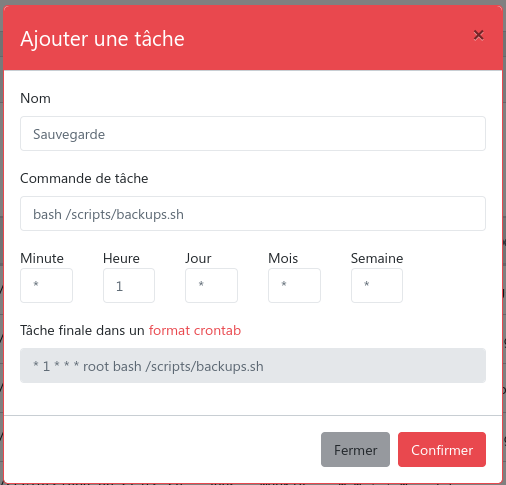 Ajouter une tâche ×
Nom
Sauvegarde
Commande de tâche
bash /scripts/backups.sh
Minute Heure Jour Mois Semaine
* 1 * * *
Tâche finale dans un format crontab
* 1 * * * root bash /scripts/backups.sh
Fermer Confirmer